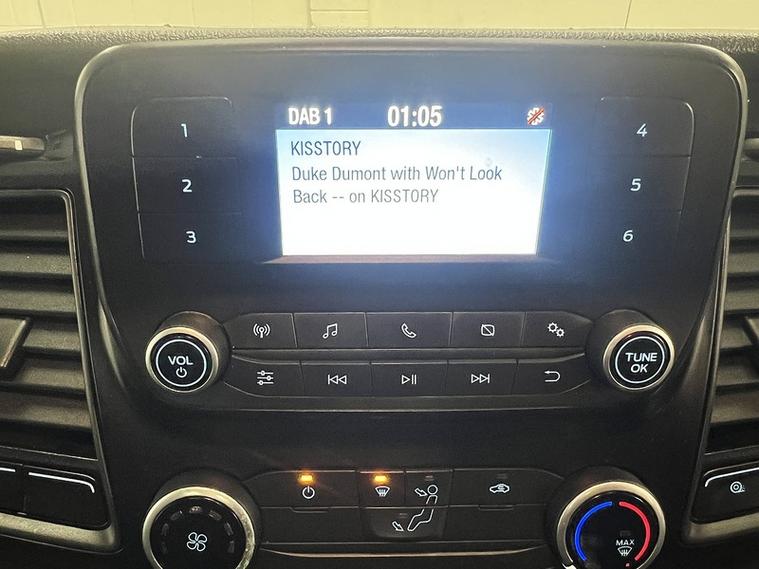 DAB 1 01:05
KISSTORY
Duke Dumont with Won't Look
Back -- on KISSTORY
1
4
2
5
3
6
VOL
TUNE
OK
MAX